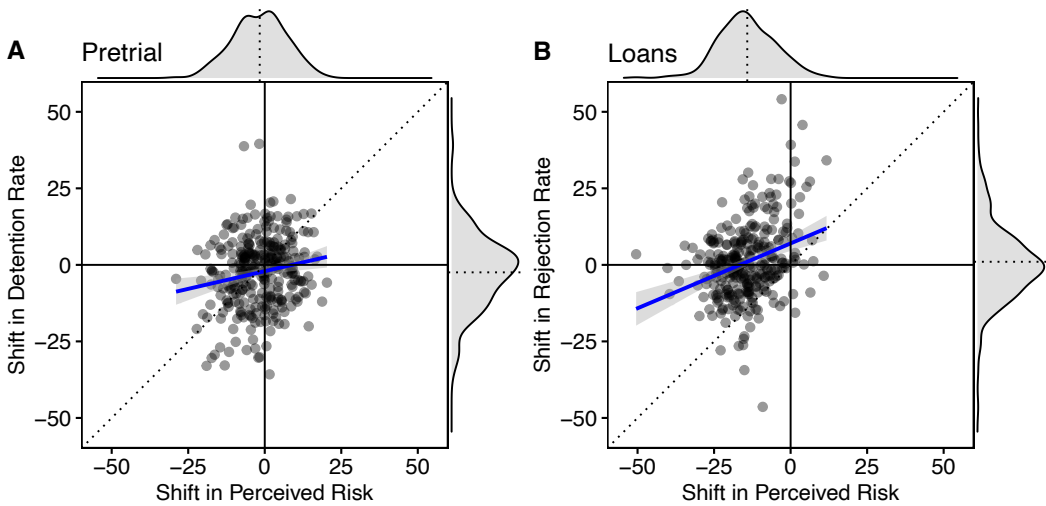 A Pretrial
50
25
0
−25
−50
Shift in Detention Rate
−50 −25 0 25 50
Shift in Perceived Risk
B Loans
50
25
0
−25
−50
Shift in Rejection Rate
−50 −25 0 25 50
Shift in Perceived Risk